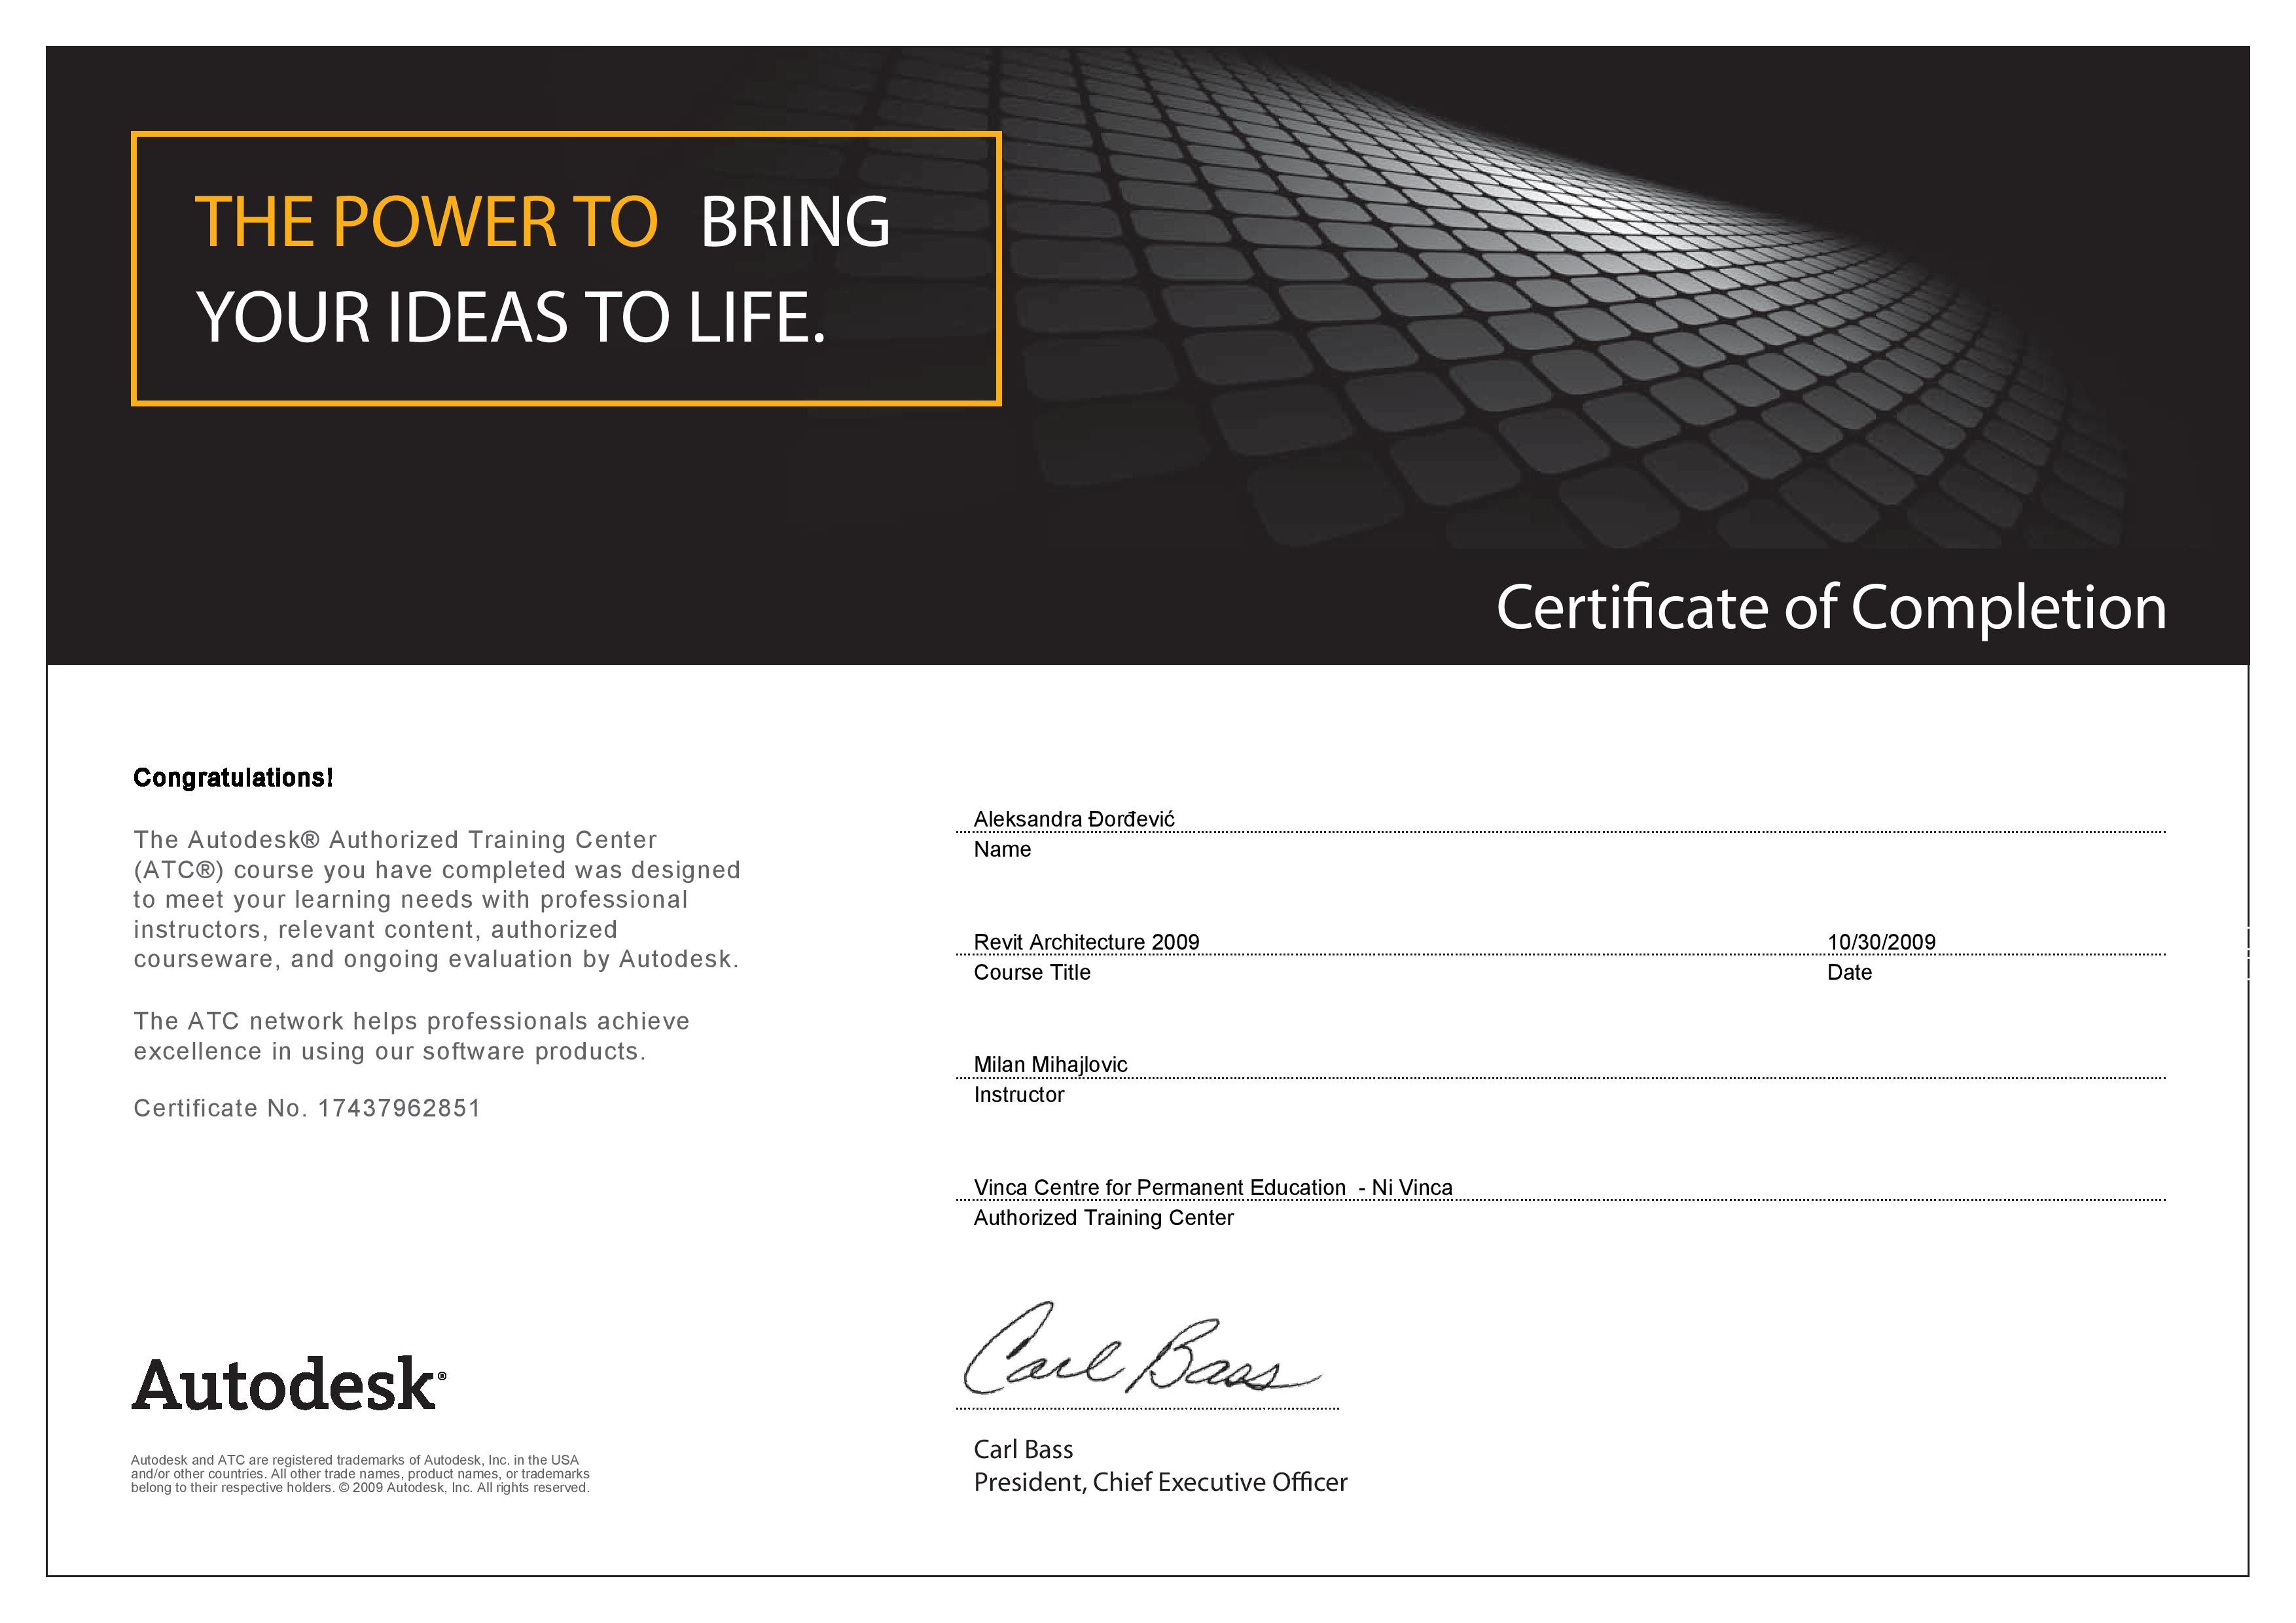 THE POWER TO BRING
YOUR IDEAS TO LIFE.
Certificate of Completion
Congratulations!
The Autodesk® Authorized Training Center
(ATC®) course you have completed was designed
to meet your learning needs with professional
instructors, relevant content, authorized
courseware, and ongoing evaluation by Autodesk.
The ATC network helps professionals achieve
excellence in using our software products.
Certificate No. 17437962851
Aleksandra Đorđević
Name
Revit Architecture 2009 10/30/2009
Course Title Date
Milan Mihajlovic
Instructor
Vinca Centre for Permanent Education - Ni Vinca
Authorized Training Center
Carl Bass
Carl Bass
President, Chief Executive Officer
Autodesk®
Autodesk and ATC are registered trademarks of Autodesk, Inc. in the USA
and/or other countries. All other trade names, product names, or trademarks
belong to their respective holders. © 2009 Autodesk, Inc. All rights reserved.